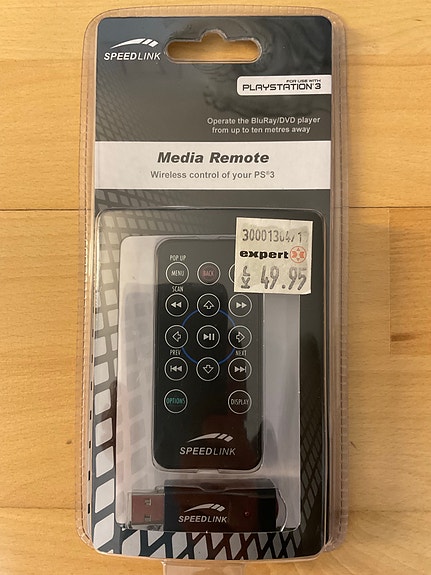 SPEEDLINK
FOR USE WITH
PLAYSTATION®3
Operate the BluRay/DVD player
from up to ten metres away
Media Remote
Wireless control of your PS®3
30001304/1
expert
49.95
POP UP
MENU
BACK
SCAN
PREV
NEXT
OPTIONS
DISPLAY
SPEEDLINK
SPEEDLINK